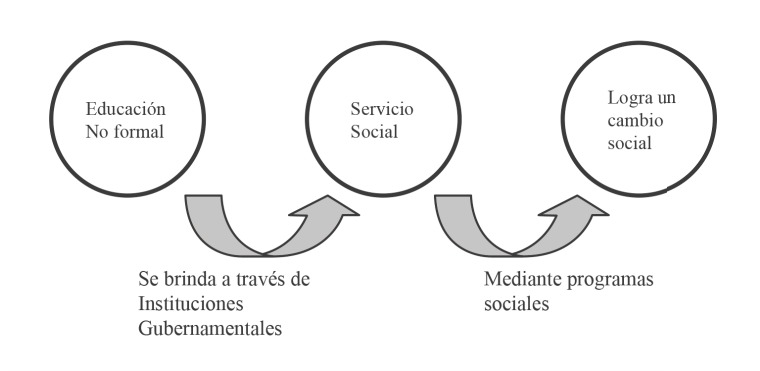 Educación
No formal
Servicio
Social
Logra un
cambio
social
Se brinda a través de
Instituciones
Gubernamentales
Mediante programas
sociales